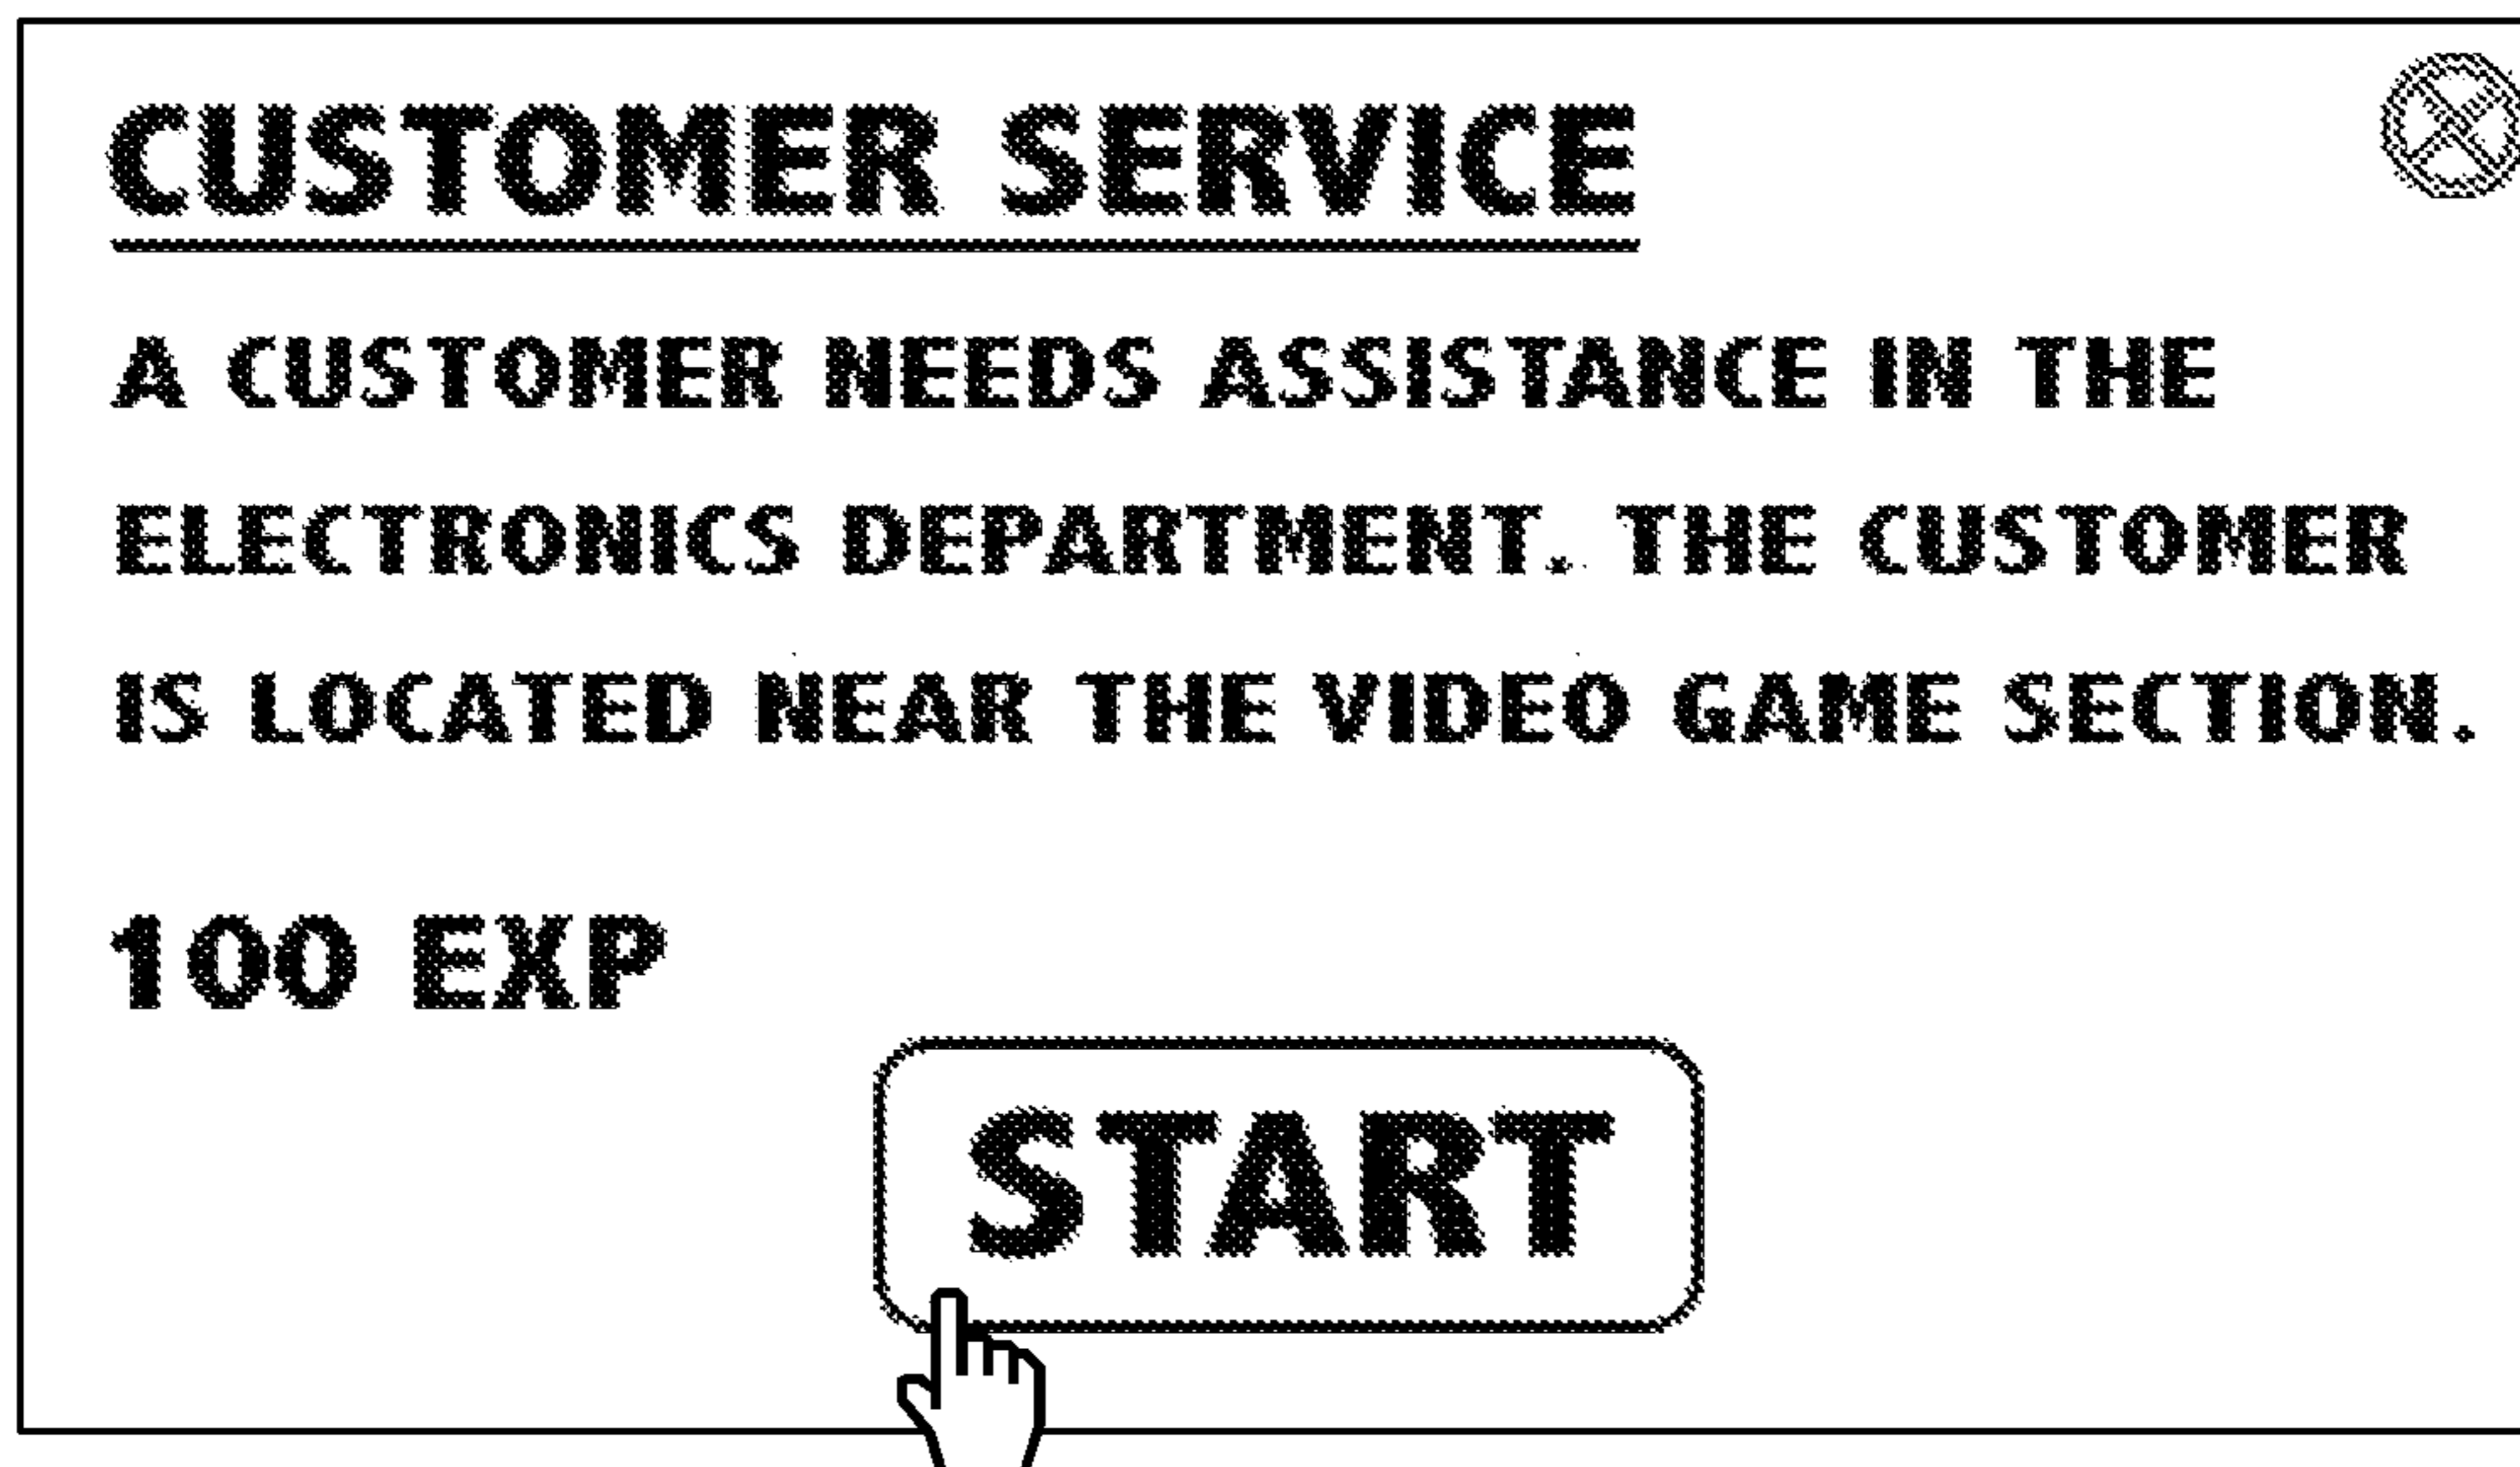 CUSTOMER SERVICE
A CUSTOMER NEEDS ASSISTANCE IN THE
ELECTRONICS DEPARTMENT. THE CUSTOMER
IS LOCATED NEAR THE VIDEO GAME SECTION.
100 EXP
START